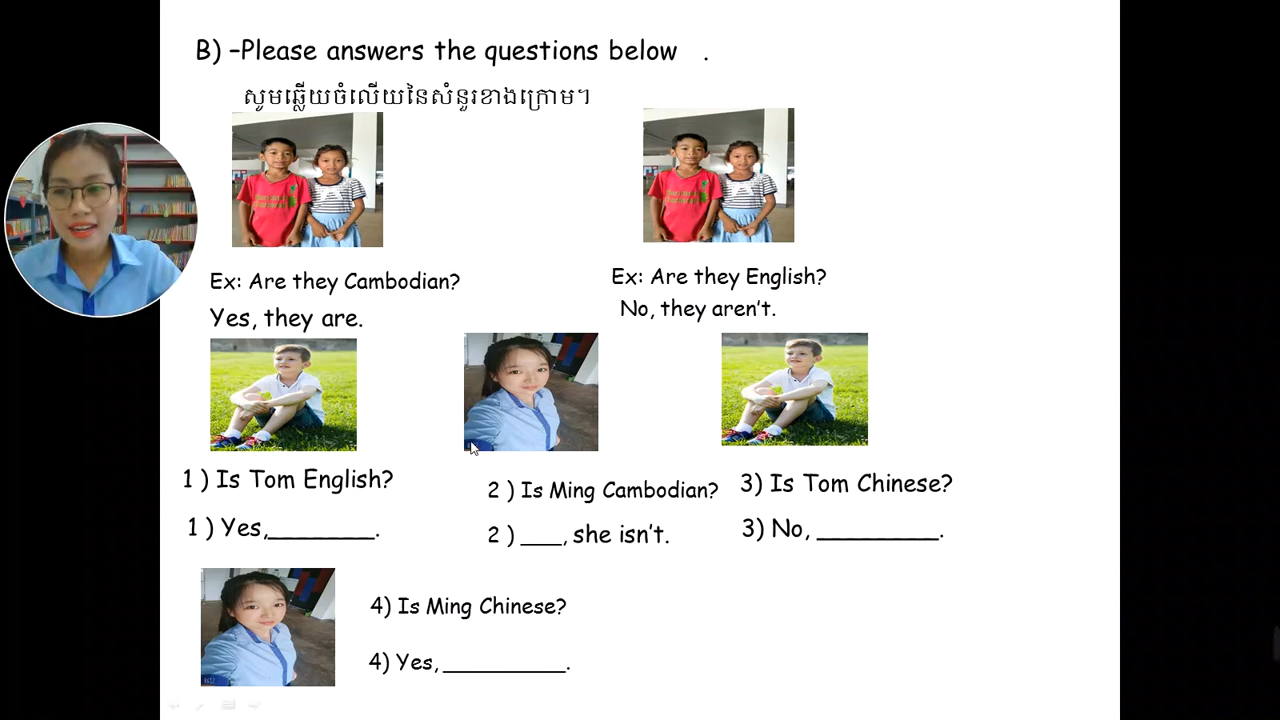 B) –Please answers the questions below .
សូមឆ្លើយចំលើយនៃសំនួរខាងក្រោម។
Ex: Are they Cambodian?
Yes, they are.
Ex: Are they English?
No, they aren't.
1 ) Is Tom English?
1 ) Yes,________.
2 ) Is Ming Cambodian?
2 ) ___, she isn't.
3) Is Tom Chinese?
3) No, _________.
4) Is Ming Chinese?
4) Yes, __________.